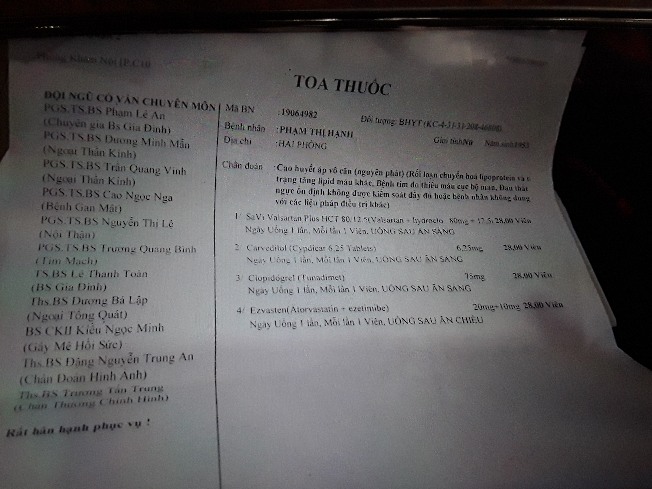 Phòng Khám Nội (P.C10
TOA THUỐC
ĐỘI NGŨ CỐ VẤN CHUYÊN MÔN
PGS.TS.BS Phạm Lê An
(Chuyên gia Bs Gia Đình)
PGS.TS.BS Dương Minh Mẫn
(Ngoại Thần Kinh)
PGS.TS.BS Trần Quang Vinh
(Ngoại Thần Kinh)
PGS.TS.BS Cao Ngọc Nga
(Bệnh Gan Mật)
PGS.TS.BS Nguyễn Thị Lệ
(Nội Thận)
PGS.TS.BS Trương Quang Bình
(Tim Mạch)
TS.BS Lê Thanh Toàn
(BS Gia Đình)
Ths.BS Dương Bá Lập
(Ngoại Tổng Quát)
BS CKII Kiều Ngọc Minh
(Gây Mê Hồi Sức)
Ths.BS Đặng Nguyễn Trung An
(Chẩn Đoán Hình Ảnh)
Ths.BS Trương Tấn Trung
(Chấn Thương Chỉnh Hình)
Rất hân hạnh phục vụ !
Mã BN :19064982 Đối tượng: BHYT
Bệnh nhân :PHẠM THỊ HẠNH Giới tính:Nữ Năm sinh:1953
Địa chỉ :HẢI PHÒNG
Chẩn đoán :Cao huyết áp vô căn (nguyên phát) (Rối loạn chuyển hoá lipoprotein và
trạng tăng lipid máu khác, Bệnh tim do thiếu máu cục bộ mạn, Đau thắt
ngực ổn định không được kiểm soát đầy đủ hoặc bệnh nhân không dung
với các liệu pháp điều trị khác)
1/ SaVi Valsartan Plus HCT 80/12.5(Valsartan + hydroclo 80mg + 12,5 28,00 Viên
Ngày Uống 1 lần, Mỗi lần 1 Viên, UỐNG SAU ĂN SÁNG
2/ Carvedilol (Cypdicar 6,25 Tablets) 6,25mg 28,00 Viên
Ngày Uống 1 lần, Mỗi lần 1 Viên, UỐNG SAU ĂN SÁNG
3/ Clopidogrel (Tunadimet) 75mg 28,00 Viên
Ngày Uống 1 lần, Mỗi lần 1 Viên, UỐNG SAU ĂN SÁNG
4/ Ezvasten(Atorvastatin + ezetimibe) 20mg+10mg 28,00 Viên
Ngày Uống 1 lần, Mỗi lần 1 Viên, UỐNG SAU ĂN CHIỀU